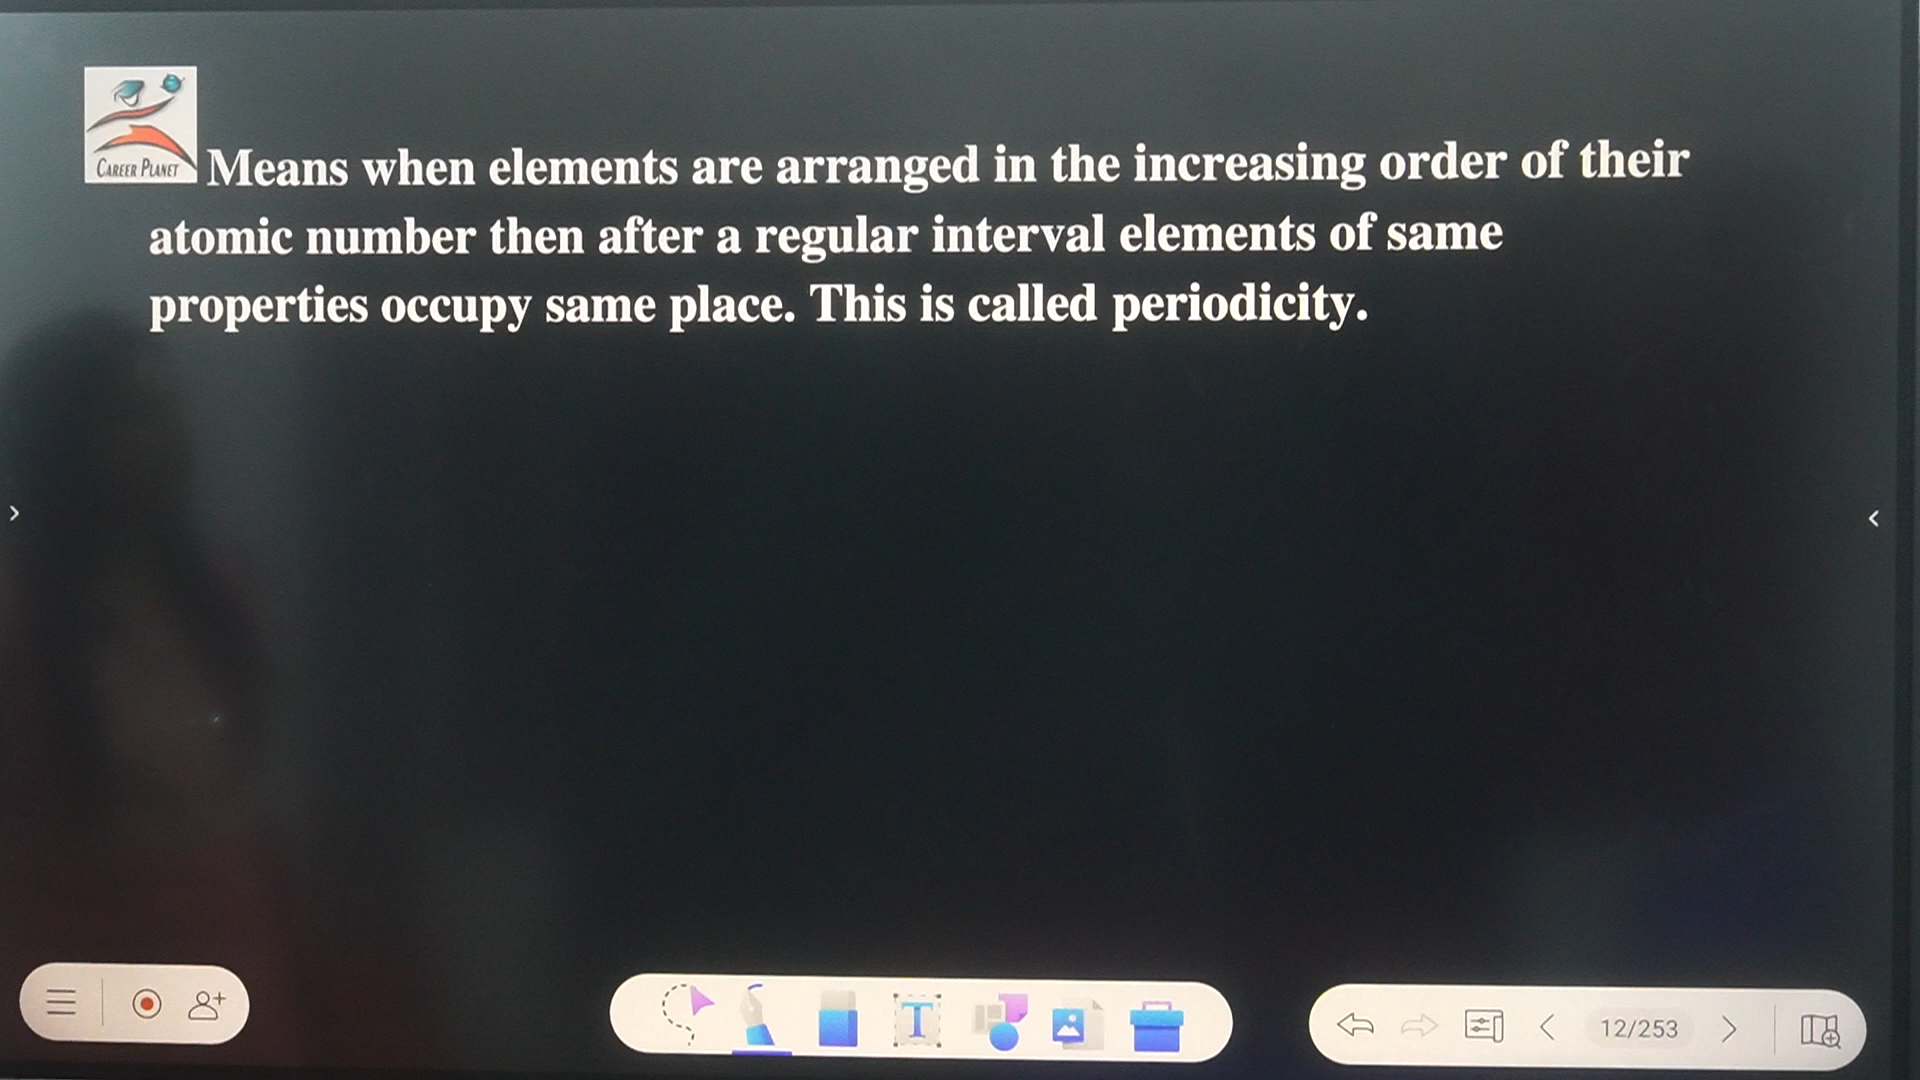 CAREER PLANET
Means when elements are arranged in the increasing order of their
atomic number then after a regular interval elements of same
properties occupy same place. This is called periodicity.
T
12/253